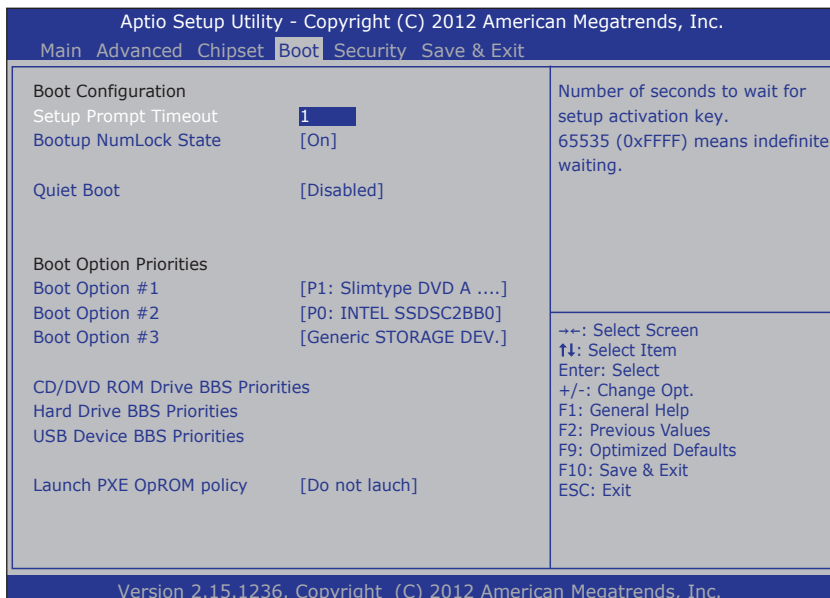 Aptio Setup Utility - Copyright (C) 2012 American Megatrends, Inc.
Main Advanced Chipset Boot Security Save & Exit
Boot Configuration
Setup Prompt Timeout 1
Bootup NumLock State [On]
Quiet Boot [Disabled]
Boot Option Priorities
Boot Option #1 [P1: Slimtype DVD A ....]
Boot Option #2 [P0: INTEL SSDSC2BB0]
Boot Option #3 [Generic STORAGE DEV.]
CD/DVD ROM Drive BBS Priorities
Hard Drive BBS Priorities
USB Device BBS Priorities
Launch PXE OpROM policy [Do not lauch]
Number of seconds to wait for
setup activation key.
65535 (0xFFFF) means indefinite
waiting.
→←: Select Screen
↑↓: Select Item
Enter: Select
+/-: Change Opt.
F1: General Help
F2: Previous Values
F9: Optimized Defaults
F10: Save & Exit
ESC: Exit
Version 2.15.1236. Copyright (C) 2012 American Megatrends, Inc.